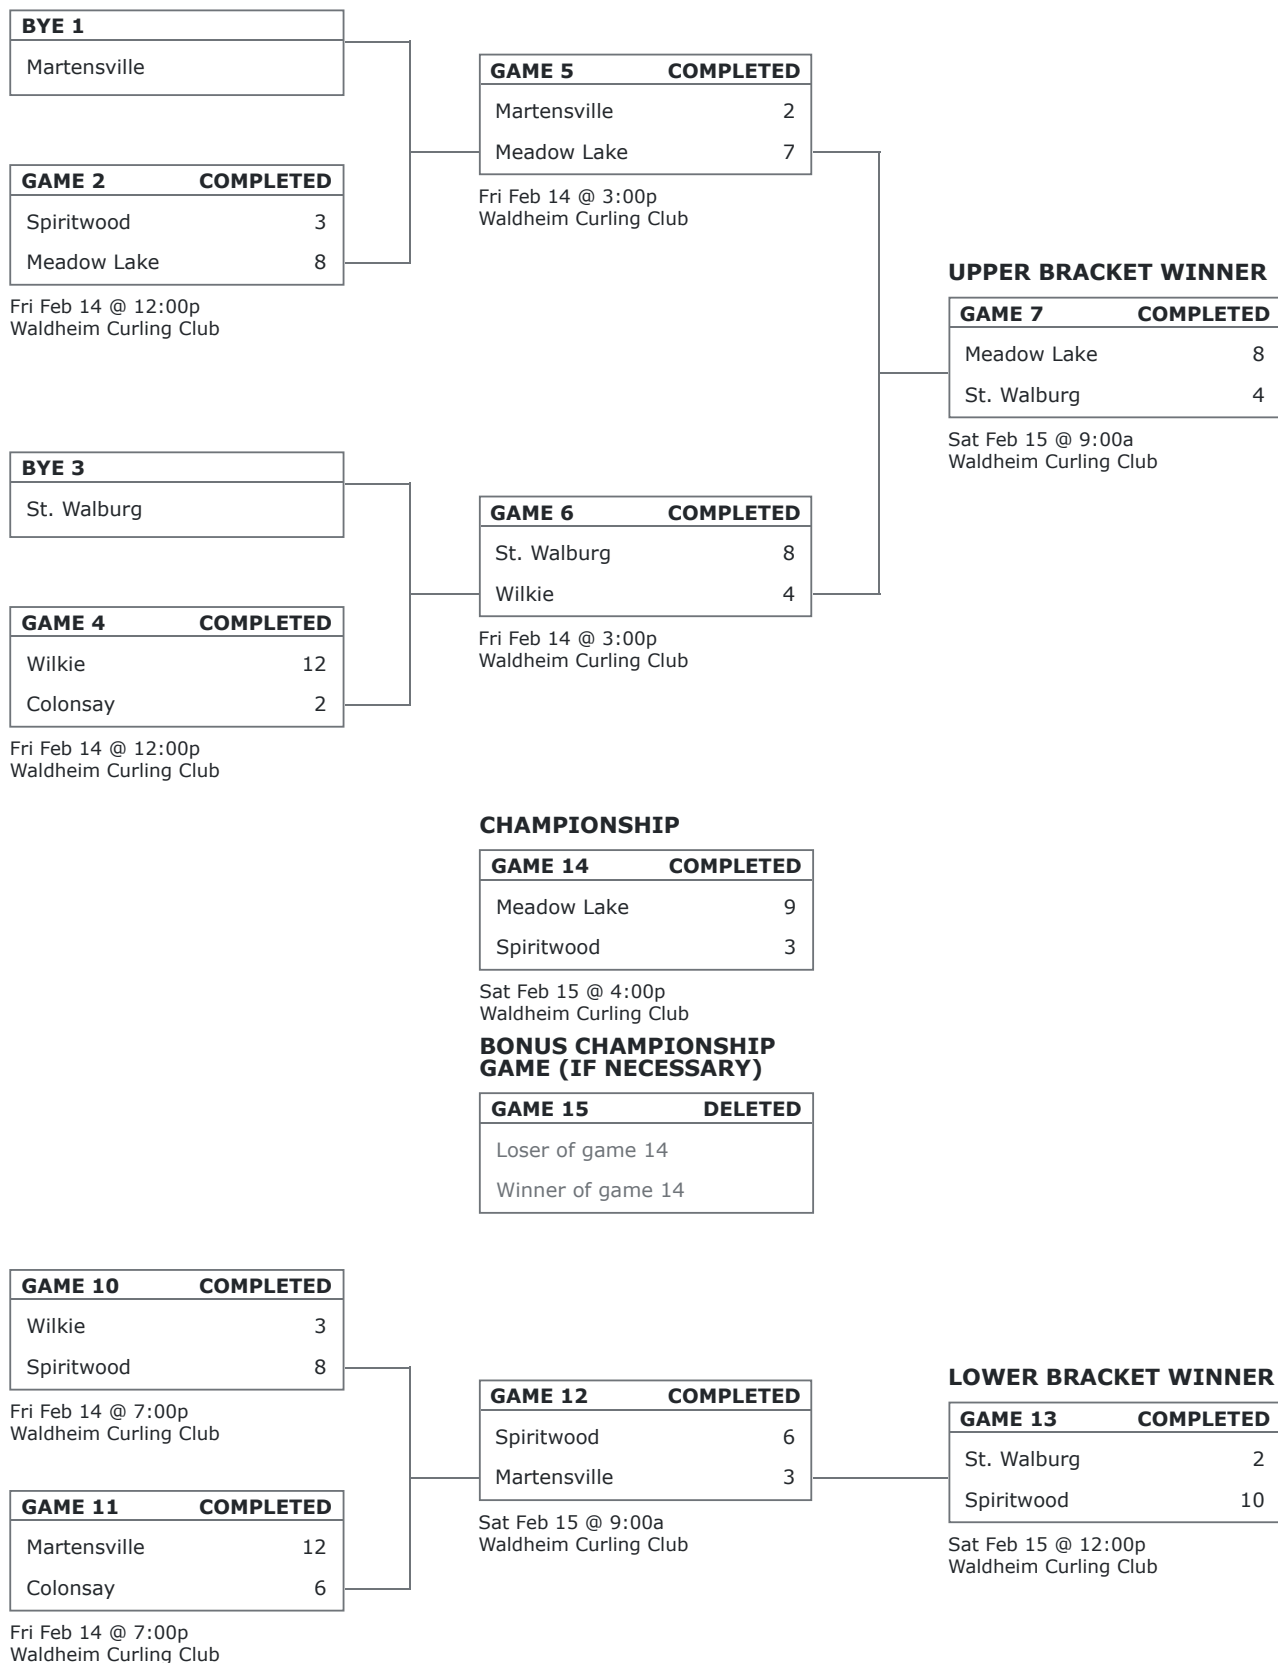 BYE 1
Martensville
GAME 2 COMPLETED
Spiritwood 3
Meadow Lake 8
Fri Feb 14 @ 12:00p
Waldheim Curling Club
BYE 3
St. Walburg
GAME 4 COMPLETED
Wilkie 12
Colonsay 2
Fri Feb 14 @ 12:00p
Waldheim Curling Club
GAME 5 COMPLETED
Martensville 2
Meadow Lake 7
Fri Feb 14 @ 3:00p
Waldheim Curling Club
GAME 6 COMPLETED
St. Walburg 8
Wilkie 4
Fri Feb 14 @ 3:00p
Waldheim Curling Club
UPPER BRACKET WINNER
GAME 7 COMPLETED
Meadow Lake 8
St. Walburg 4
Sat Feb 15 @ 9:00a
Waldheim Curling Club
CHAMPIONSHIP
GAME 14 COMPLETED
Meadow Lake 9
Spiritwood 3
Sat Feb 15 @ 4:00p
Waldheim Curling Club
BONUS CHAMPIONSHIP
GAME (IF NECESSARY)
GAME 15 DELETED
Loser of game 14
Winner of game 14
GAME 10 COMPLETED
Wilkie 3
Spiritwood 8
Fri Feb 14 @ 7:00p
Waldheim Curling Club
GAME 11 COMPLETED
Martensville 12
Colonsay 6
Fri Feb 14 @ 7:00p
Waldheim Curling Club
GAME 12 COMPLETED
Spiritwood 6
Martensville 3
Sat Feb 15 @ 9:00a
Waldheim Curling Club
LOWER BRACKET WINNER
GAME 13 COMPLETED
St. Walburg 2
Spiritwood 10
Sat Feb 15 @ 12:00p
Waldheim Curling Club